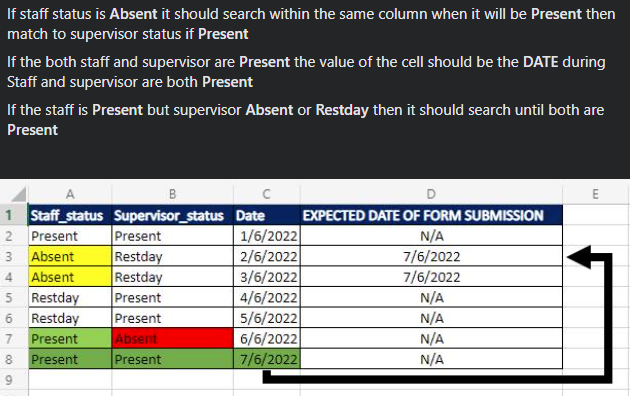 If staff status is Absent it should search within the same column when it will be Present then
match to supervisor status if Present
If the both staff and supervisor are Present the value of the cell should be the DATE during
Staff and supervisor are both Present
If the staff is Present but supervisor Absent or Restday then it should search until both are
Present
A B C D E
1 Staff_status Supervisor_status Date EXPECTED DATE OF FORM SUBMISSION
2 Present Present 1/6/2022 N/A
3 Absent Restday 2/6/2022 7/6/2022
4 Absent Restday 3/6/2022 7/6/2022
5 Restday Present 4/6/2022 N/A
6 Restday Present 5/6/2022 N/A
7 Present Absent 6/6/2022 N/A
8 Present Present 7/6/2022 N/A
9